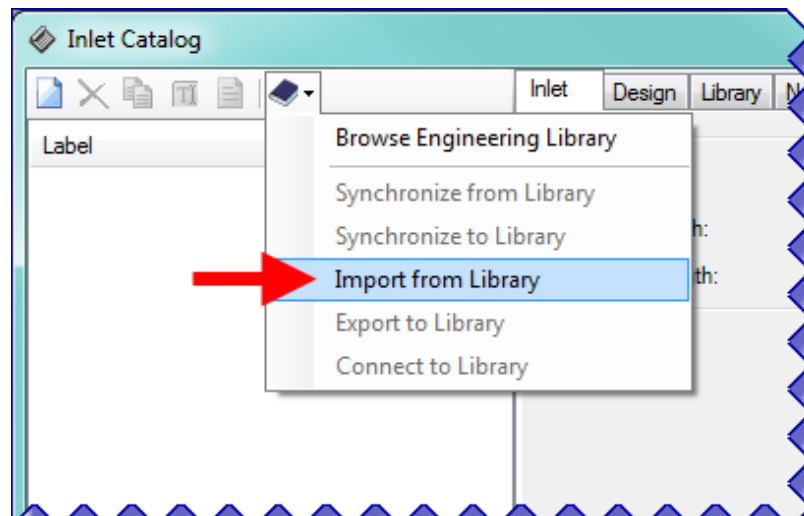 Inlet Catalog
Inlet Design Library
Label
Browse Engineering Library
Synchronize from Library
Synchronize to Library
h:
Import from Library
th:
Export to Library
Connect to Library